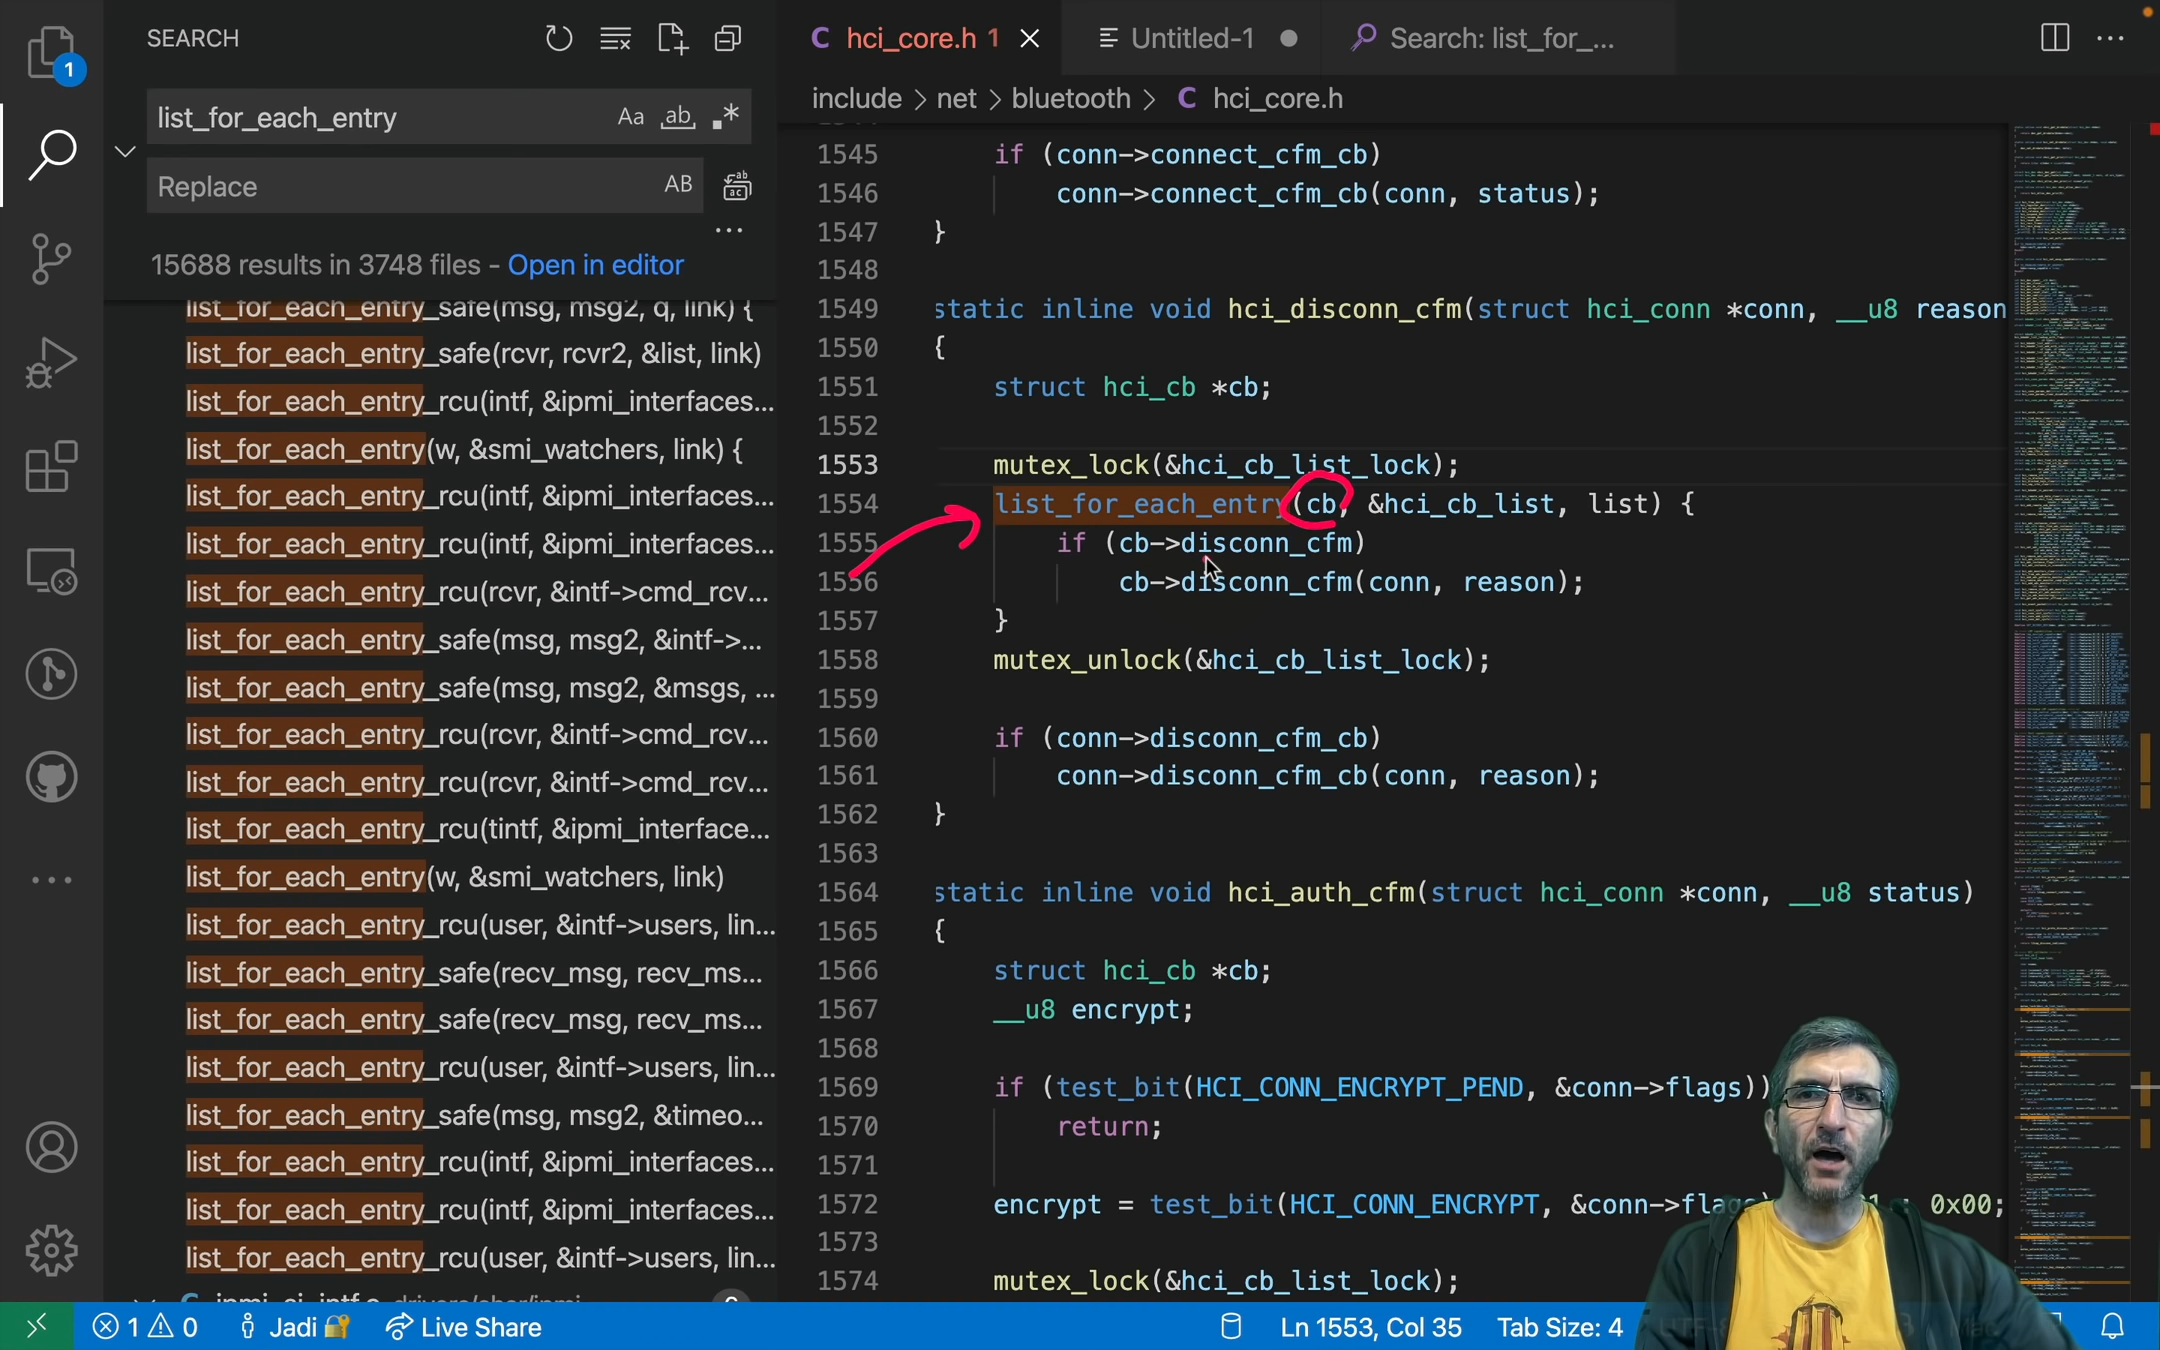 SEARCH
hci_core.h 1
Untitled-1
Search: list_for_...
1
list_for_each_entry
Aa ab .*
Replace
AB
...
15688 results in 3748 files - Open in editor
list_for_each_entry_safe(msg, msg2, q, link) {
list_for_each_entry_safe(rcvr, rcvr2, &list, link)
list_for_each_entry_rcu(intf, &ipmi_interfaces...
list_for_each_entry(w, &smi_watchers, link) {
list_for_each_entry_rcu(intf, &ipmi_interfaces...
list_for_each_entry_rcu(intf, &ipmi_interfaces...
list_for_each_entry_rcu(rcvr, &intf->cmd_rcv...
list_for_each_entry_safe(msg, msg2, &intf->...
list_for_each_entry_safe(msg, msg2, &msgs, ...
list_for_each_entry_rcu(rcvr, &intf->cmd_rcv...
list_for_each_entry_rcu(rcvr, &intf->cmd_rcv...
list_for_each_entry_rcu(tintf, &ipmi_interface...
list_for_each_entry(w, &smi_watchers, link)
list_for_each_entry_rcu(user, &intf->users, lin...
list_for_each_entry_safe(recv_msg, recv_ms...
list_for_each_entry_safe(recv_msg, recv_ms...
list_for_each_entry_rcu(user, &intf->users, lin...
list_for_each_entry_safe(msg, msg2, &timeo...
list_for_each_entry_rcu(intf, &ipmi_interfaces...
list_for_each_entry_rcu(intf, &ipmi_interfaces...
list_for_each_entry_rcu(user, &intf->users, lin...
include > net > bluetooth > C hci_core.h
1545 if (conn->connect_cfm_cb)
1546 conn->connect_cfm_cb(conn, status);
1547 }
1548
1549 static inline void hci_disconn_cfm(struct hci_conn *conn, __u8 reason
1550 {
1551 struct hci_cb *cb;
1552
1553 mutex_lock(&hci_cb_list_lock);
1554 list_for_each_entry(cb, &hci_cb_list, list) {
1555 if (cb->disconn_cfm)
1556 cb->disconn_cfm(conn, reason);
1557 }
1558 mutex_unlock(&hci_cb_list_lock);
1559
1560 if (conn->disconn_cfm_cb)
1561 conn->disconn_cfm_cb(conn, reason);
1562 }
1563
1564 static inline void hci_auth_cfm(struct hci_conn *conn, __u8 status)
1565 {
1566 struct hci_cb *cb;
1567 __u8 encrypt;
1568
1569 if (test_bit(HCI_CONN_ENCRYPT_PEND, &conn->flags))
1570 return;
1571
1572 encrypt = test_bit(HCI_CONN_ENCRYPT, &conn->flags 0x00;
1573
1574 mutex_lock(&hci_cb_list_lock);
1 0 Jadi Live Share Ln 1553, Col 35 Tab Size: 4